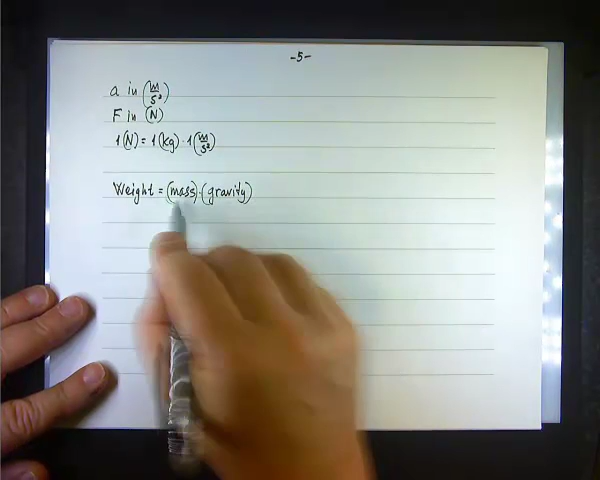 -5-
a in (m/s²)
F in (N)
1(N) = 1(kg) · 1(m/s²)
Weight = (mass) · (gravity)